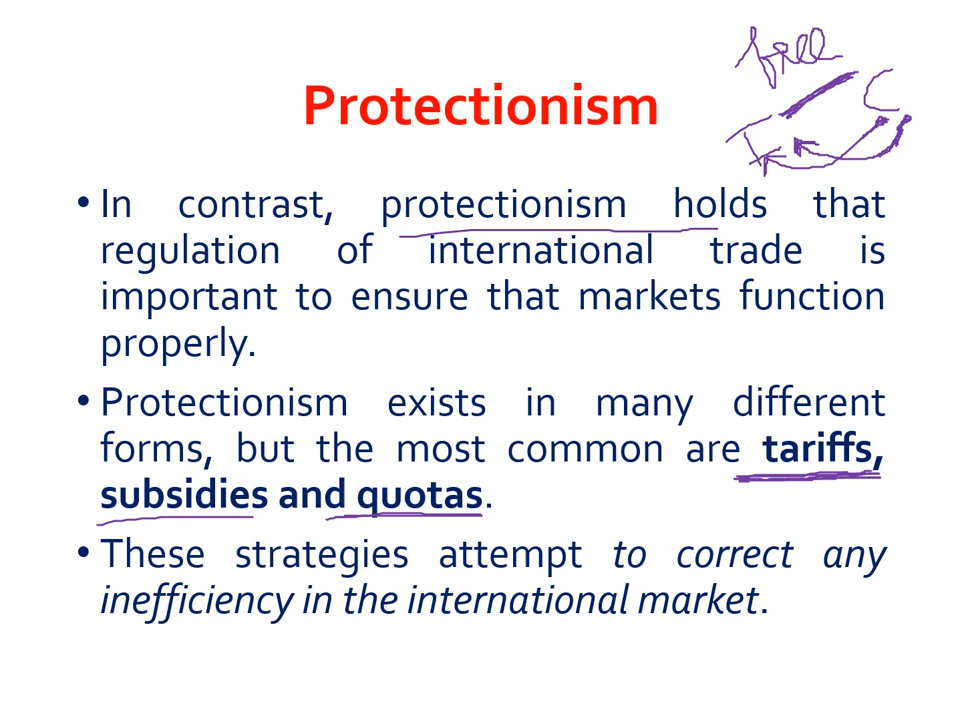 free
Protectionism
• In contrast, protectionism holds that
regulation of international trade is
important to ensure that markets function
properly.
• Protectionism exists in many different
forms, but the most common are tariffs,
subsidies and quotas.
• These strategies attempt to correct any
inefficiency in the international market.